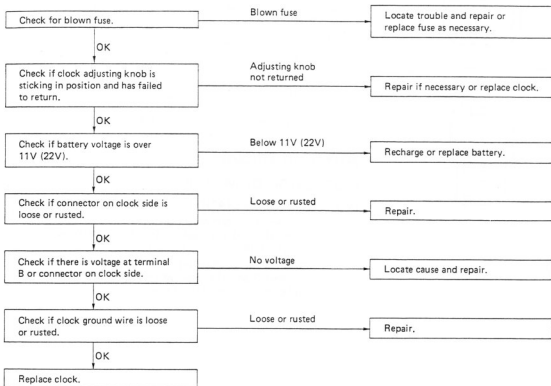 Check for blown fuse.
Blown fuse
Locate trouble and repair or
replace fuse as necessary.
OK
Check if clock adjusting knob is
sticking in position and has failed
to return.
Adjusting knob
not returned
Repair if necessary or replace clock.
OK
Check if battery voltage is over
11V (22V).
Below 11V (22V)
Recharge or replace battery.
OK
Check if connector on clock side is
loose or rusted.
Loose or rusted
Repair.
OK
Check if there is voltage at terminal
B or connector on clock side.
No voltage
Locate cause and repair.
OK
Check if clock ground wire is loose
or rusted.
Loose or rusted
Repair.
OK
Replace clock.